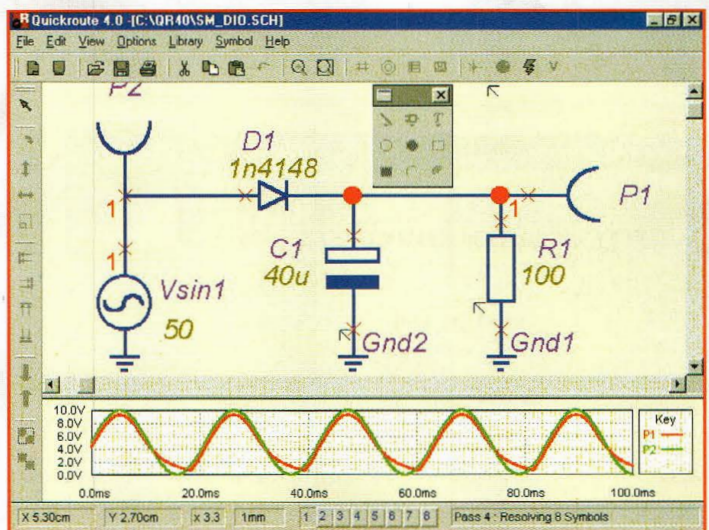 Quickroute 4.0 -[C:\QR40\SM_DIO.SCH]
File Edit View Options Library Symbol Help
P2
D1
1n4148
1
1
P1
1
C1
40u
R1
100
Vsin1
50
Gnd2
Gnd1
10.0V
8.0V
6.0V
4.0V
2.0V
0.0V
Key
P1
P2
0.0ms 20.0ms 40.0ms 60.0ms 80.0ms 100.0ms
X 5.30cm Y 2.70cm x 3.3 1mm 1 2 3 4 5 6 7 8 Pass 4 : Resolving 8 Symbols